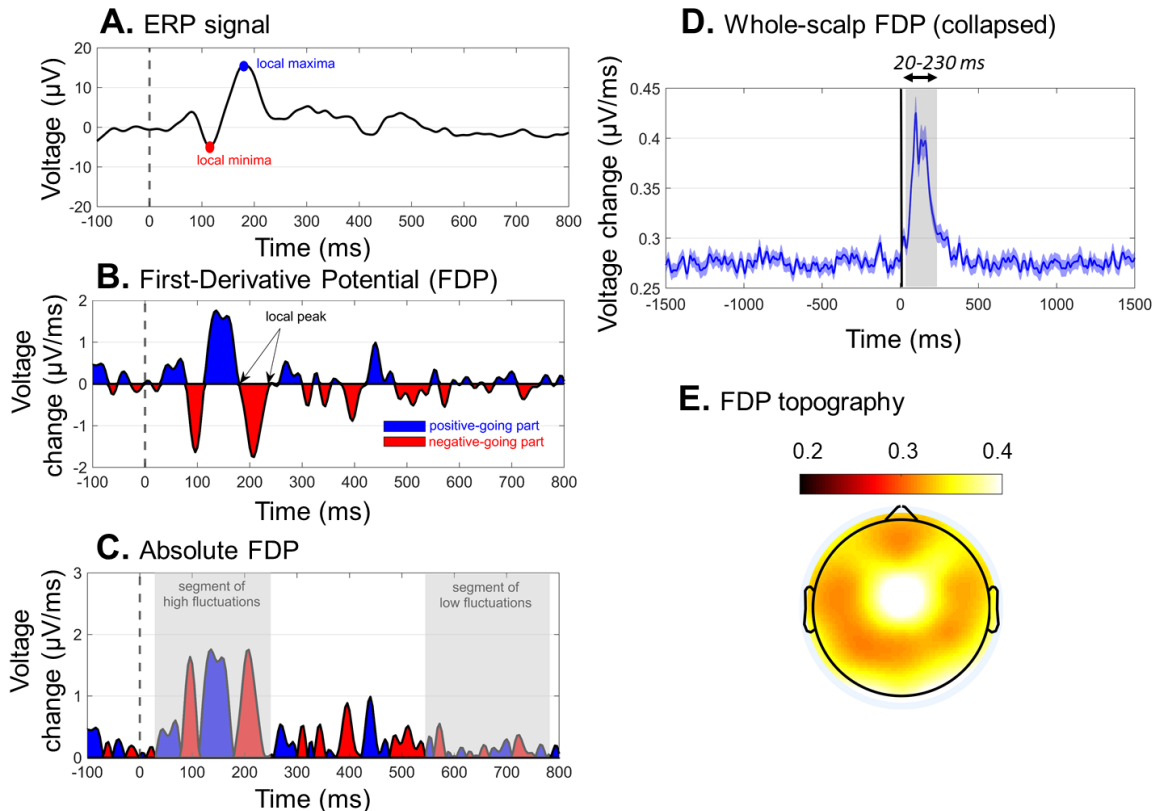 A. ERP signal
Voltage (µV)
20
10
0
-10
-20
local maxima
local minima
-100 0 100 200 300 400 500 600 700 800
Time (ms)
B. First-Derivative Potential (FDP)
Voltage
change (µV/ms)
2
1
0
-1
-2
local peak
positive-going part
negative-going part
-100 0 100 200 300 400 500 600 700 800
Time (ms)
C. Absolute FDP
Voltage
change (µV/ms)
3
2
1
0
segment of
high fluctuations
segment of
low fluctuations
-100 0 100 200 300 400 500 600 700 800
Time (ms)
D. Whole-scalp FDP (collapsed)
20-230 ms
Voltage change (µV/ms)
0.45
0.4
0.35
0.3
0.25
-1500 -1000 -500 0 500 1000 1500
Time (ms)
E. FDP topography
0.2 0.3 0.4